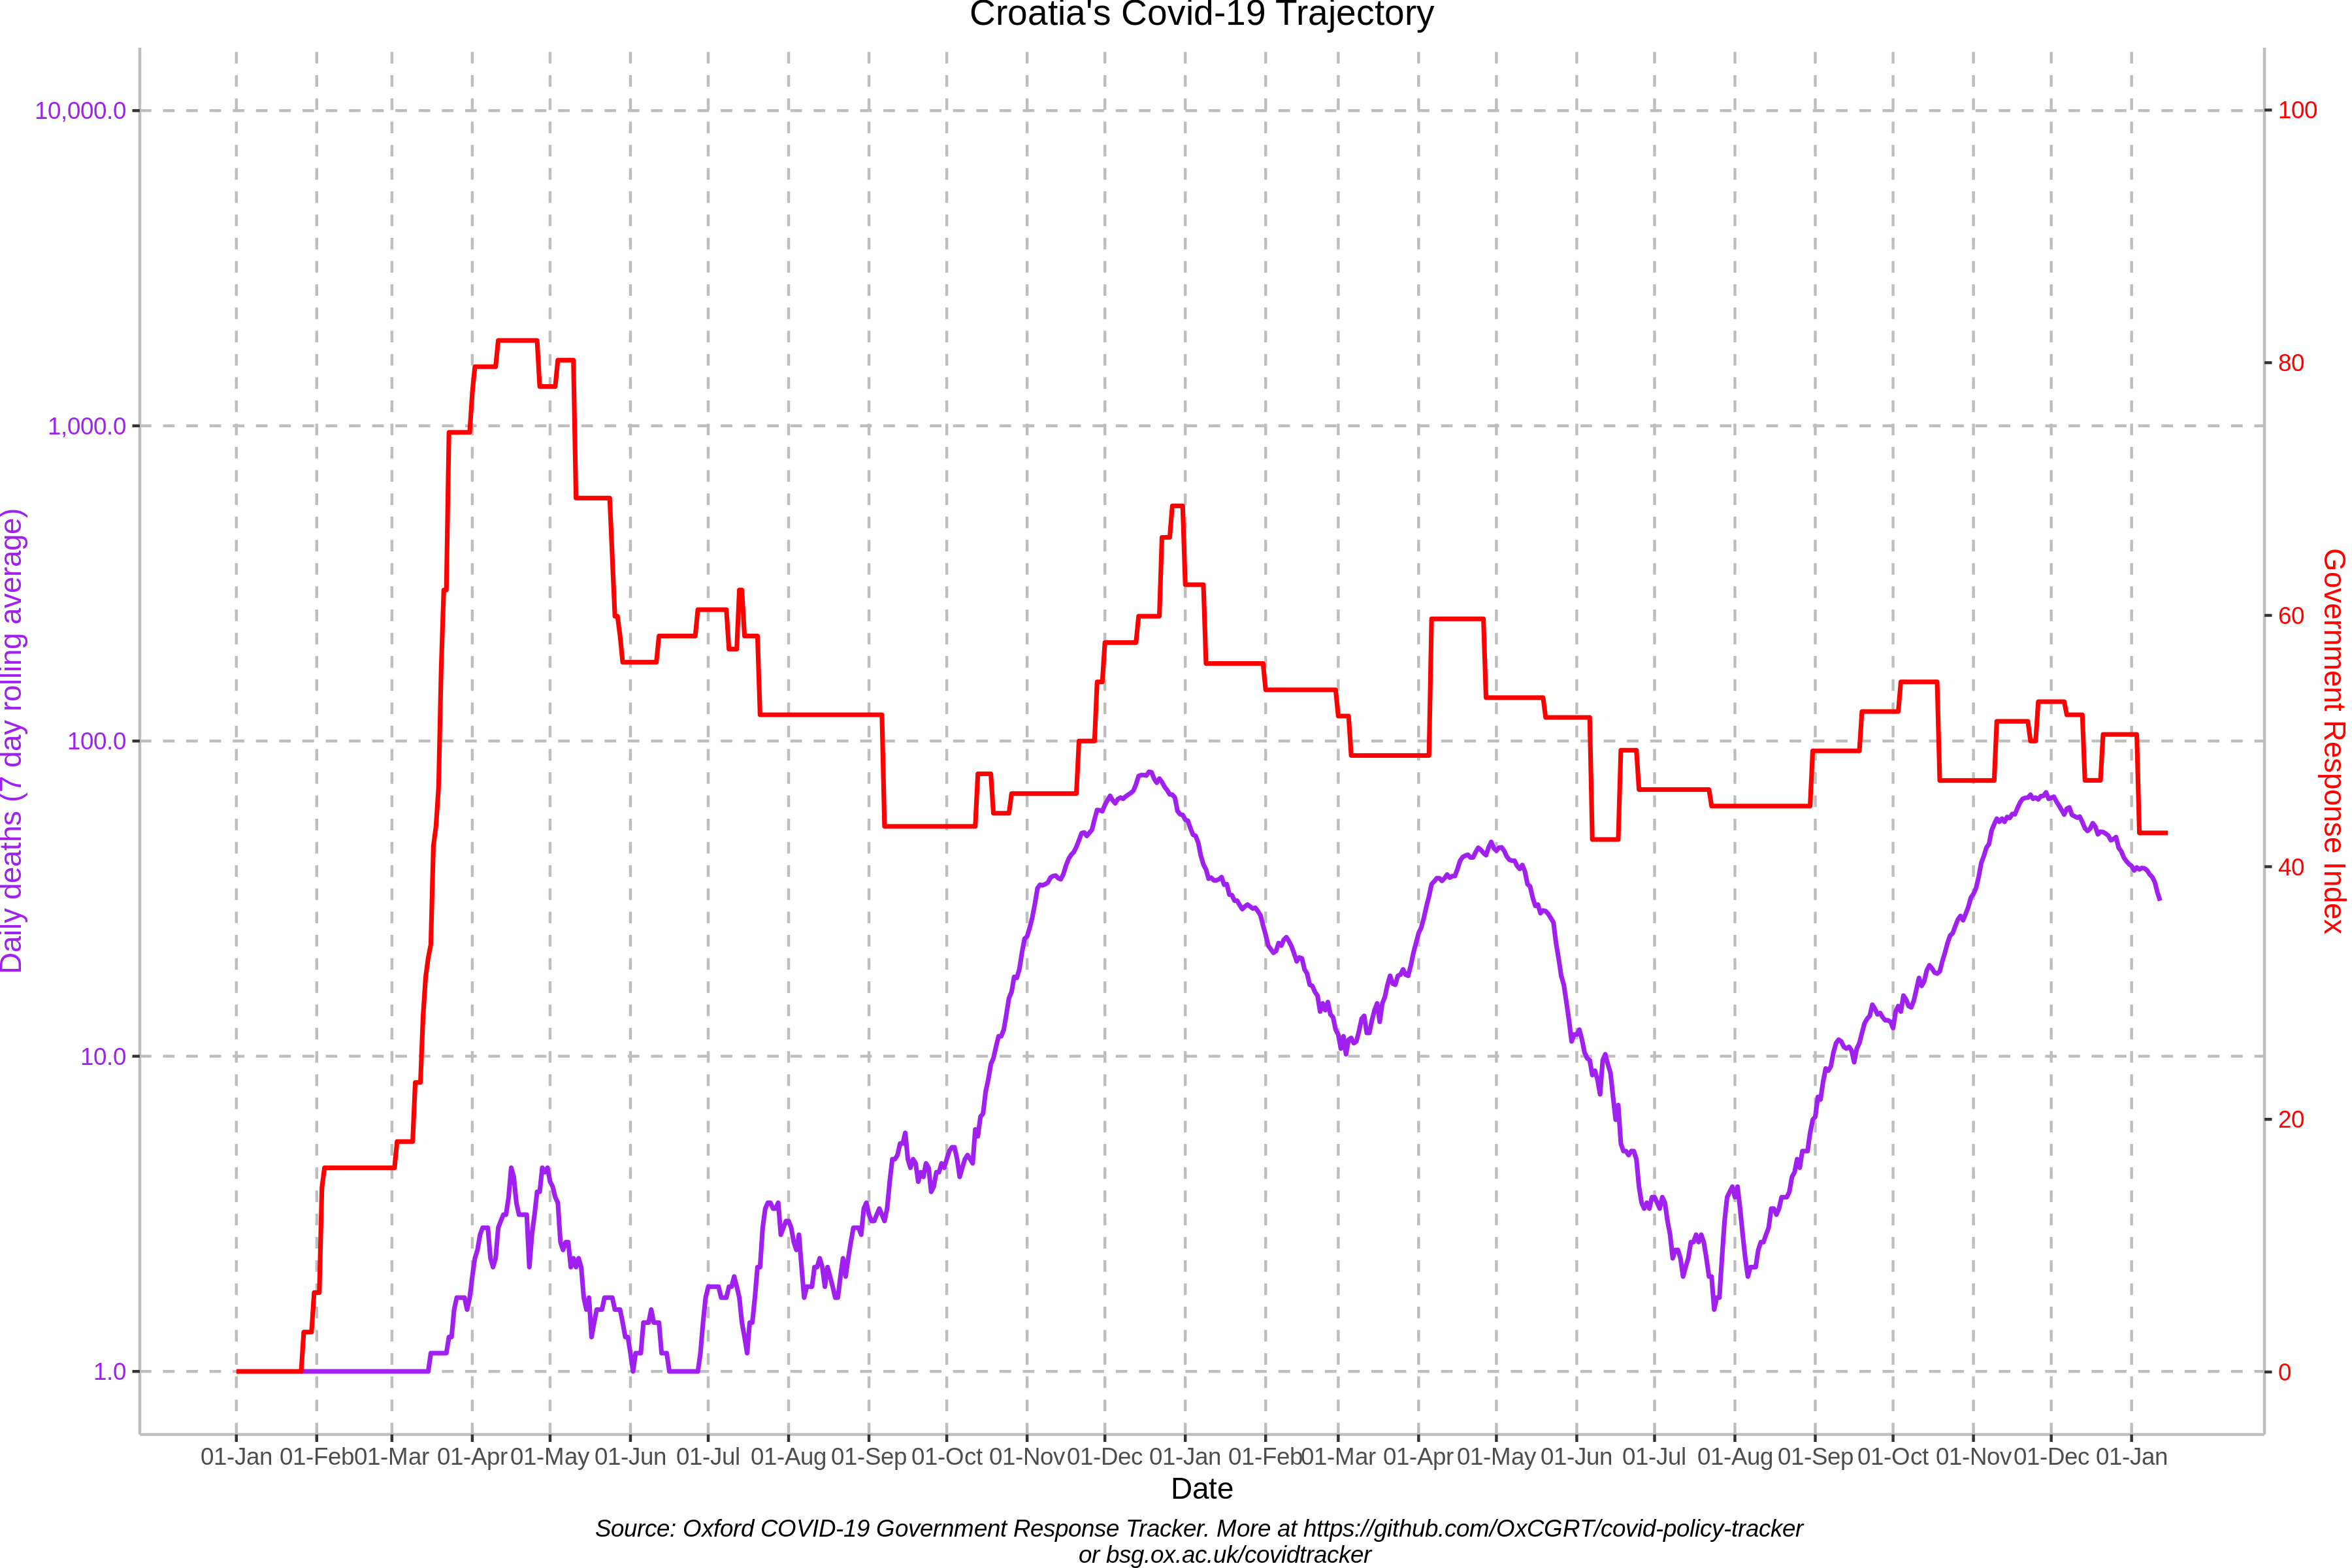 Croatia's Covid-19 Trajectory
10,000.0
1,000.0
100.0
10.0
1.0
Daily deaths (7 day rolling average)
100
80
60
40
20
0
Government Response Index
01-Jan 01-Feb 01-Mar 01-Apr 01-May 01-Jun 01-Jul 01-Aug 01-Sep 01-Oct 01-Nov 01-Dec 01-Jan 01-Feb 01-Mar 01-Apr 01-May 01-Jun 01-Jul 01-Aug 01-Sep 01-Oct 01-Nov 01-Dec 01-Jan
Date
Source: Oxford COVID-19 Government Response Tracker. More at https://github.com/OxCGRT/covid-policy-tracker
or bsg.ox.ac.uk/covidtracker